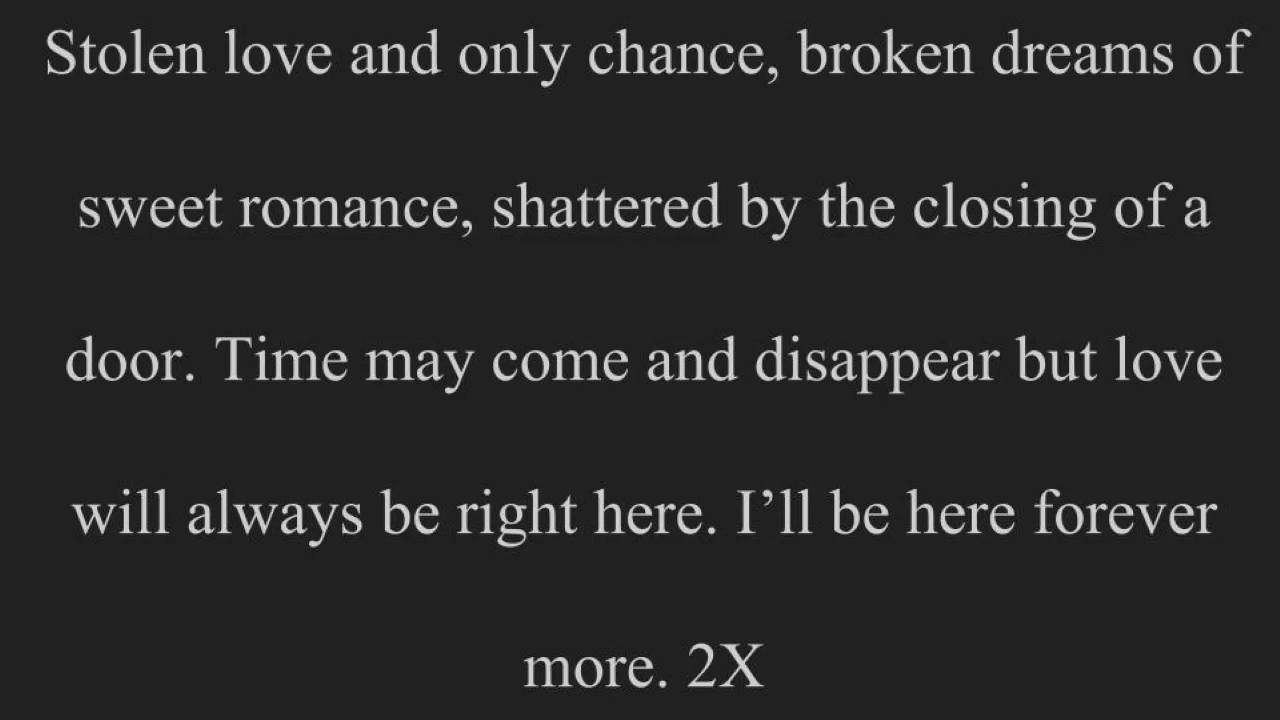 Stolen love and only chance, broken dreams of
sweet romance, shattered by the closing of a
door. Time may come and disappear but love
will always be right here. I’ll be here forever
more. 2X